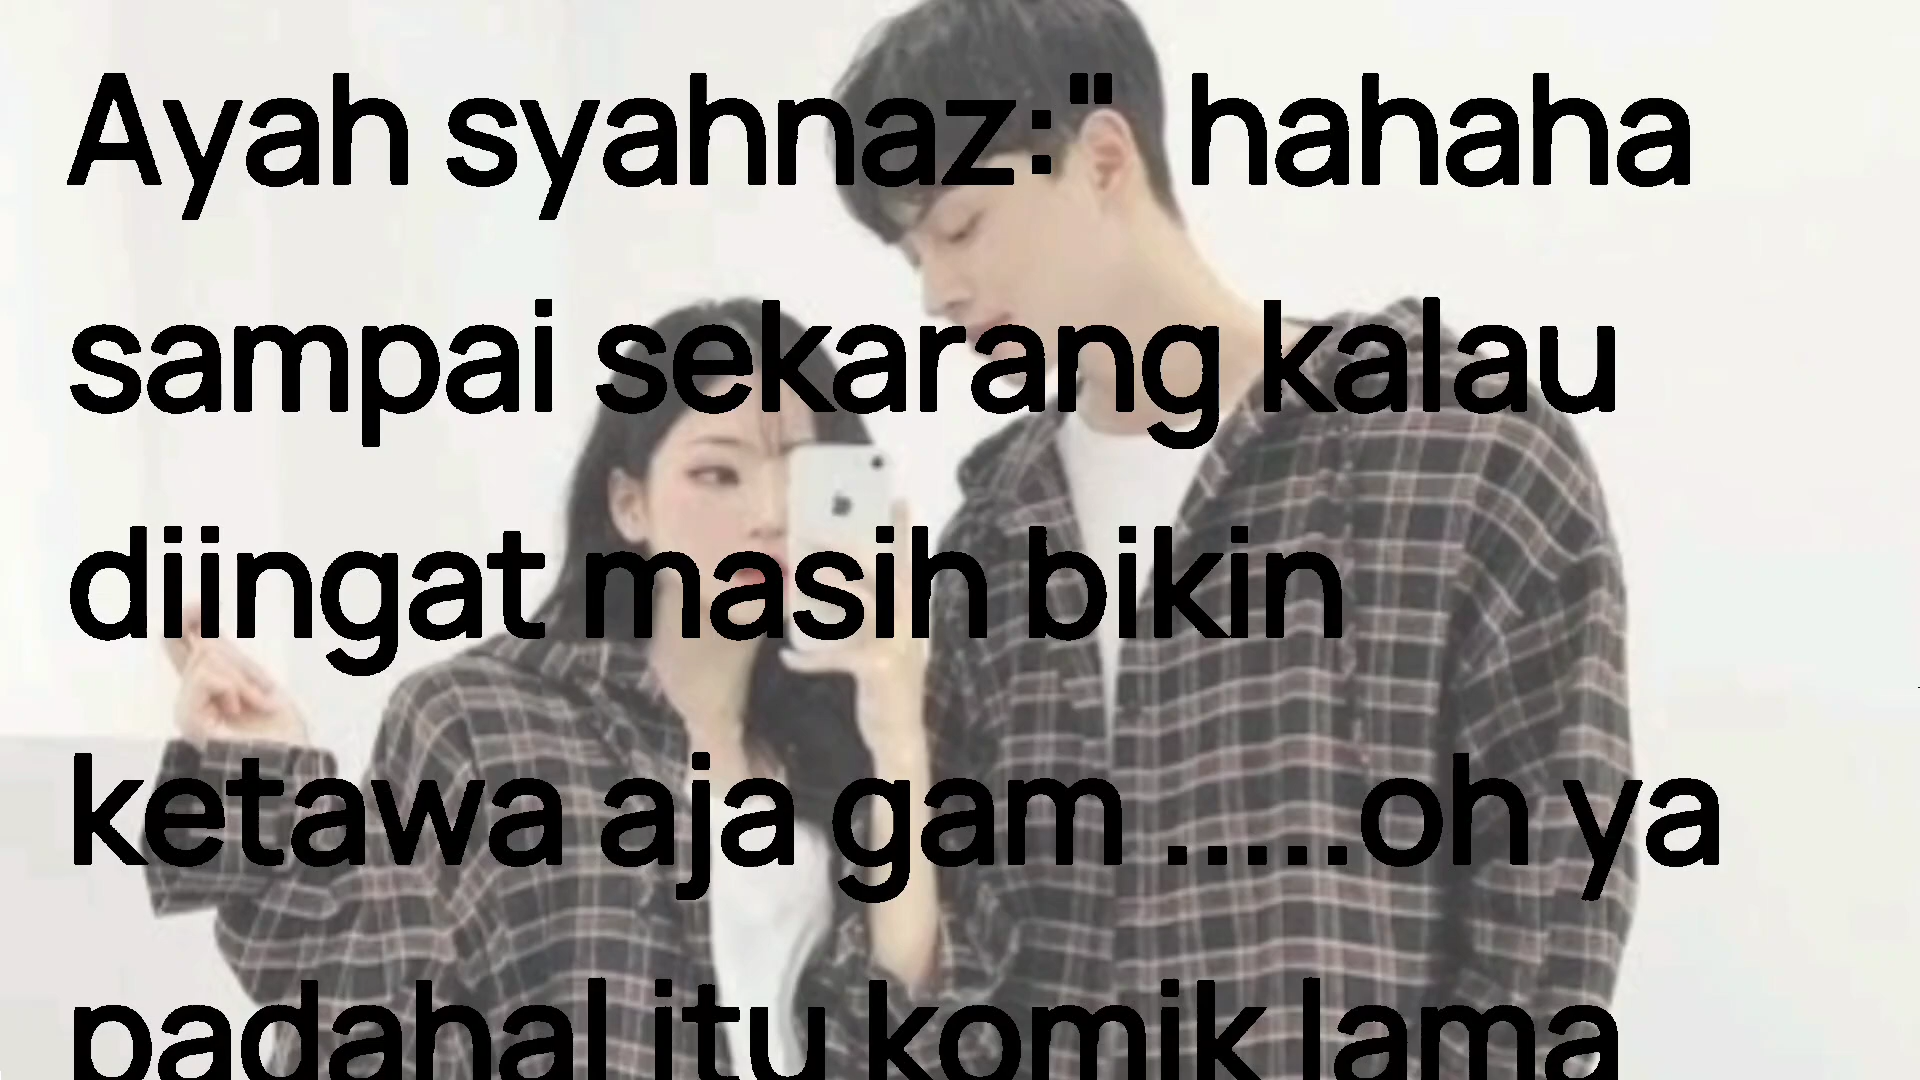 Ayah syahnaz:"  hahaha
sampai sekarang kalau
diingat masih bikin
ketawa aja gam .....oh ya
padahal itu komik lama